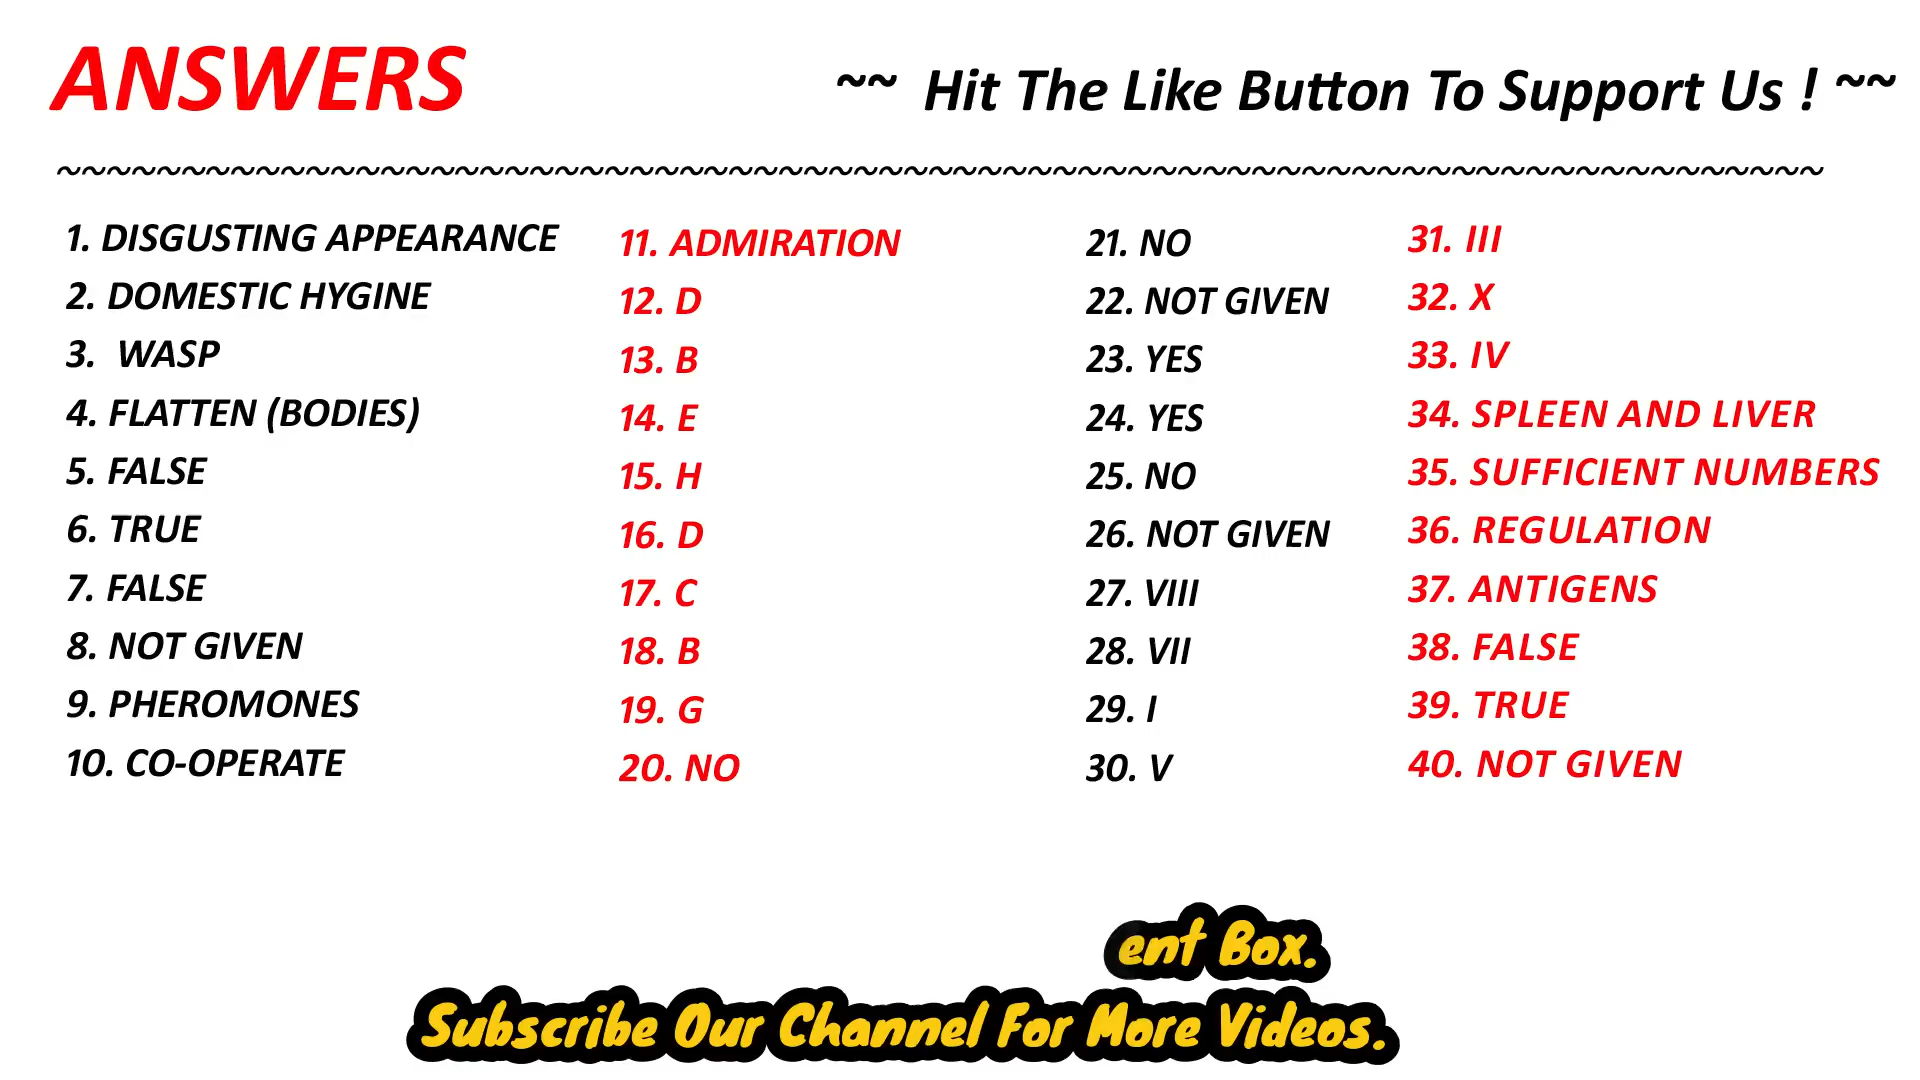 ANSWERS
~~ Hit The Like Button To Support Us ! ~~
~~~~~~~~~~~~~~~~~~~~~~~~~~~~~~~~~~~~~~~~~~~~~~~~~~~~~~~~~~~~~~~~~~~~~~~
1. DISGUSTING APPEARANCE
2. DOMESTIC HYGINE
3. WASP
4. FLATTEN (BODIES)
5. FALSE
6. TRUE
7. FALSE
8. NOT GIVEN
9. PHEROMONES
10. CO-OPERATE
11. ADMIRATION
12. D
13. B
14. E
15. H
16. D
17. C
18. B
19. G
20. NO
21. NO
22. NOT GIVEN
23. YES
24. YES
25. NO
26. NOT GIVEN
27. VIII
28. VII
29. I
30. V
31. III
32. X
33. IV
34. SPLEEN AND LIVER
35. SUFFICIENT NUMBERS
36. REGULATION
37. ANTIGENS
38. FALSE
39. TRUE
40. NOT GIVEN
ent Box.
Subscribe Our Channel For More Videos.